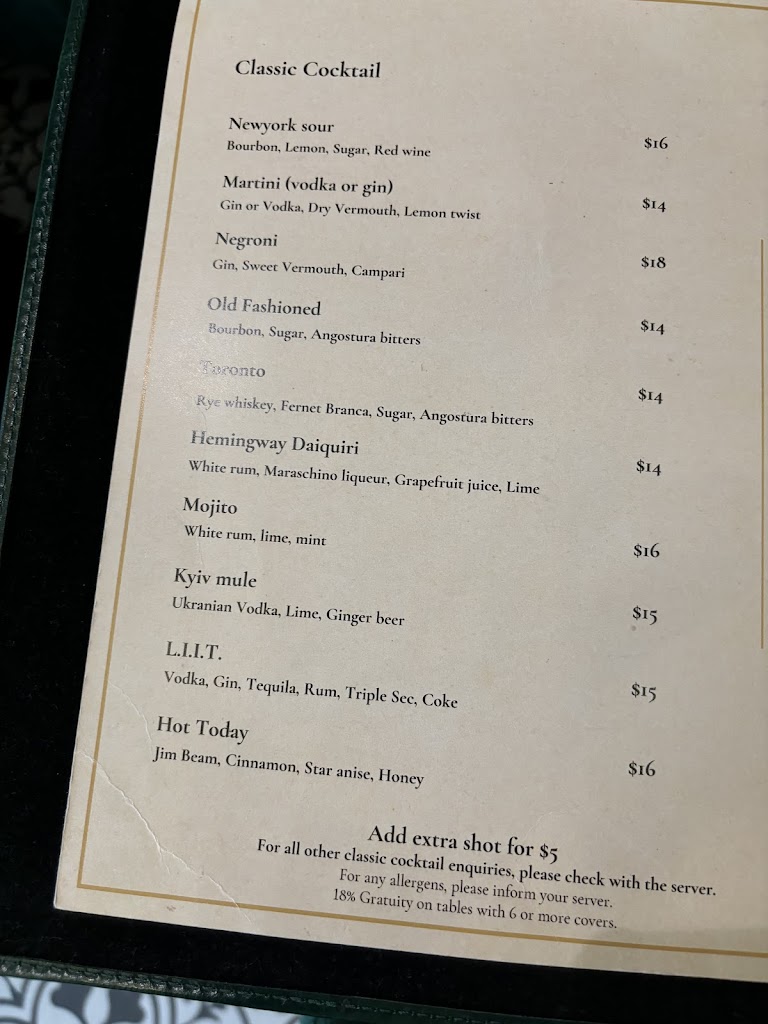 Classic Cocktail
Newyork sour
$16
Bourbon, Lemon, Sugar, Red wine
Martini (vodka or gin)
$14
Gin or Vodka, Dry Vermouth, Lemon twist
Negroni
$18
Gin, Sweet Vermouth, Campari
Old Fashioned
$14
Bourbon, Sugar, Angostura bitters
Toronto
$14
Rye whiskey, Fernet Branca, Sugar, Angostura bitters
Hemingway Daiquiri
$14
White rum, Maraschino liqueur, Grapefruit juice, Lime
Mojito
$16
White rum, lime, mint
Kyiv mule
$15
Ukranian Vodka, Lime, Ginger beer
L.I.I.T.
$15
Vodka, Gin, Tequila, Rum, Triple Sec, Coke
Hot Today
$16
Jim Beam, Cinnamon, Star anise, Honey
Add extra shot for $5
For all other classic cocktail enquiries, please check with the server.
For any allergens, please inform your server.
18% Gratuity on tables with 6 or more covers.